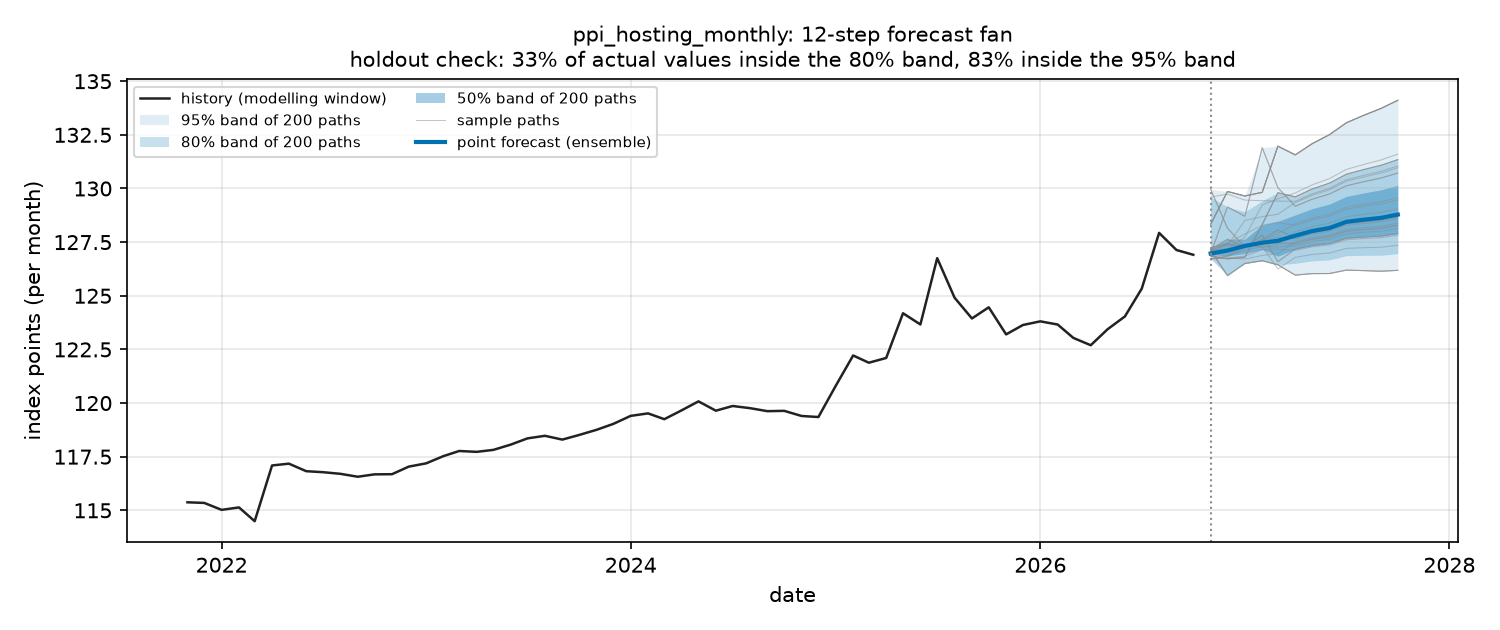 ppi_hosting_monthly: 12-step forecast fan
holdout check: 33% of actual values inside the 80% band, 83% inside the 95% band
history (modelling window)
95% band of 200 paths
80% band of 200 paths
50% band of 200 paths
sample paths
point forecast (ensemble)
index points (per month)
135
132.5
130
127.5
125
122.5
120
117.5
115
2022
2024
2026
2028
date